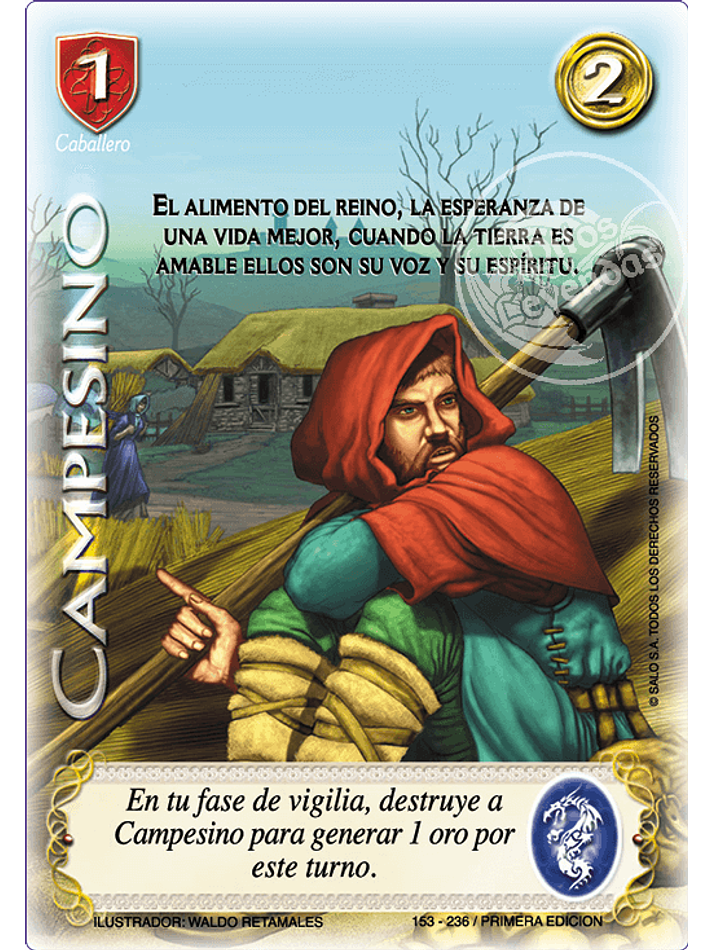 1
2
Caballero
EL ALIMENTO DEL REINO, LA ESPERANZA DE
UNA VIDA MEJOR, CUANDO LA TIERRA ES
AMABLE ELLOS SON SU VOZ Y SU ESPÍRITU.
CAMPESINO
© SALO S.A. TODOS LOS DERECHOS RESERVADOS
En tu fase de vigilia, destruye a
Campesino para generar 1 oro por
este turno.
ILUSTRADOR: WALDO RETAMALES
153 - 236 / PRIMERA EDICION